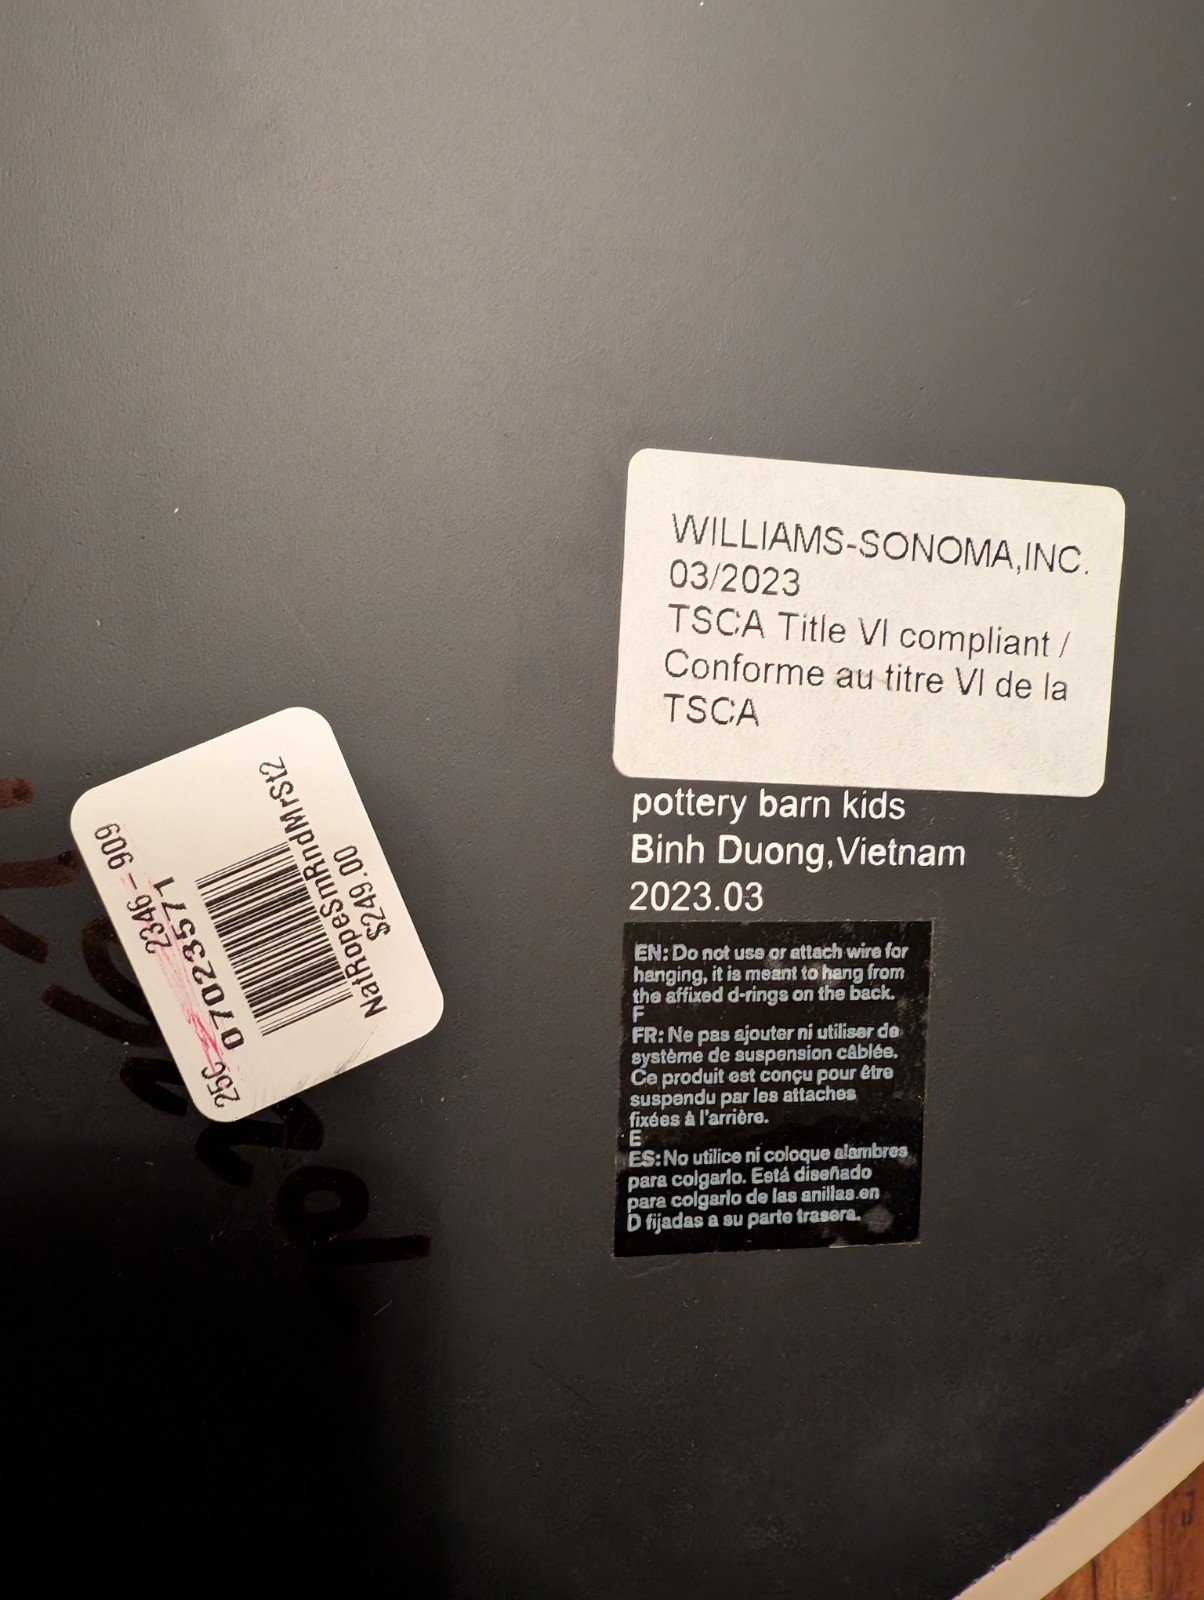 WILLIAMS-SONOMA,INC.
03/2023
TSCA Title VI compliant /
Conforme au titre VI de la
TSCA
pottery barn kids
Binh Duong,Vietnam
2023.03
EN: Do not use or attach wire for
hanging, it is meant to hang from
the affixed d-rings on the back.
F
FR: Ne pas ajouter ni utiliser de
système de suspension câblée.
Ce produit est conçu pour être
suspendu par les attaches
fixées à l'arrière.
E
ES: No utilice ni coloque alambres
para colgarlo. Está diseñado
para colgarlo de las anillas en
D fijadas a su parte trasera.
2346-909
25C 07023571
NatlRopeSmRndMrSt2
$249.00